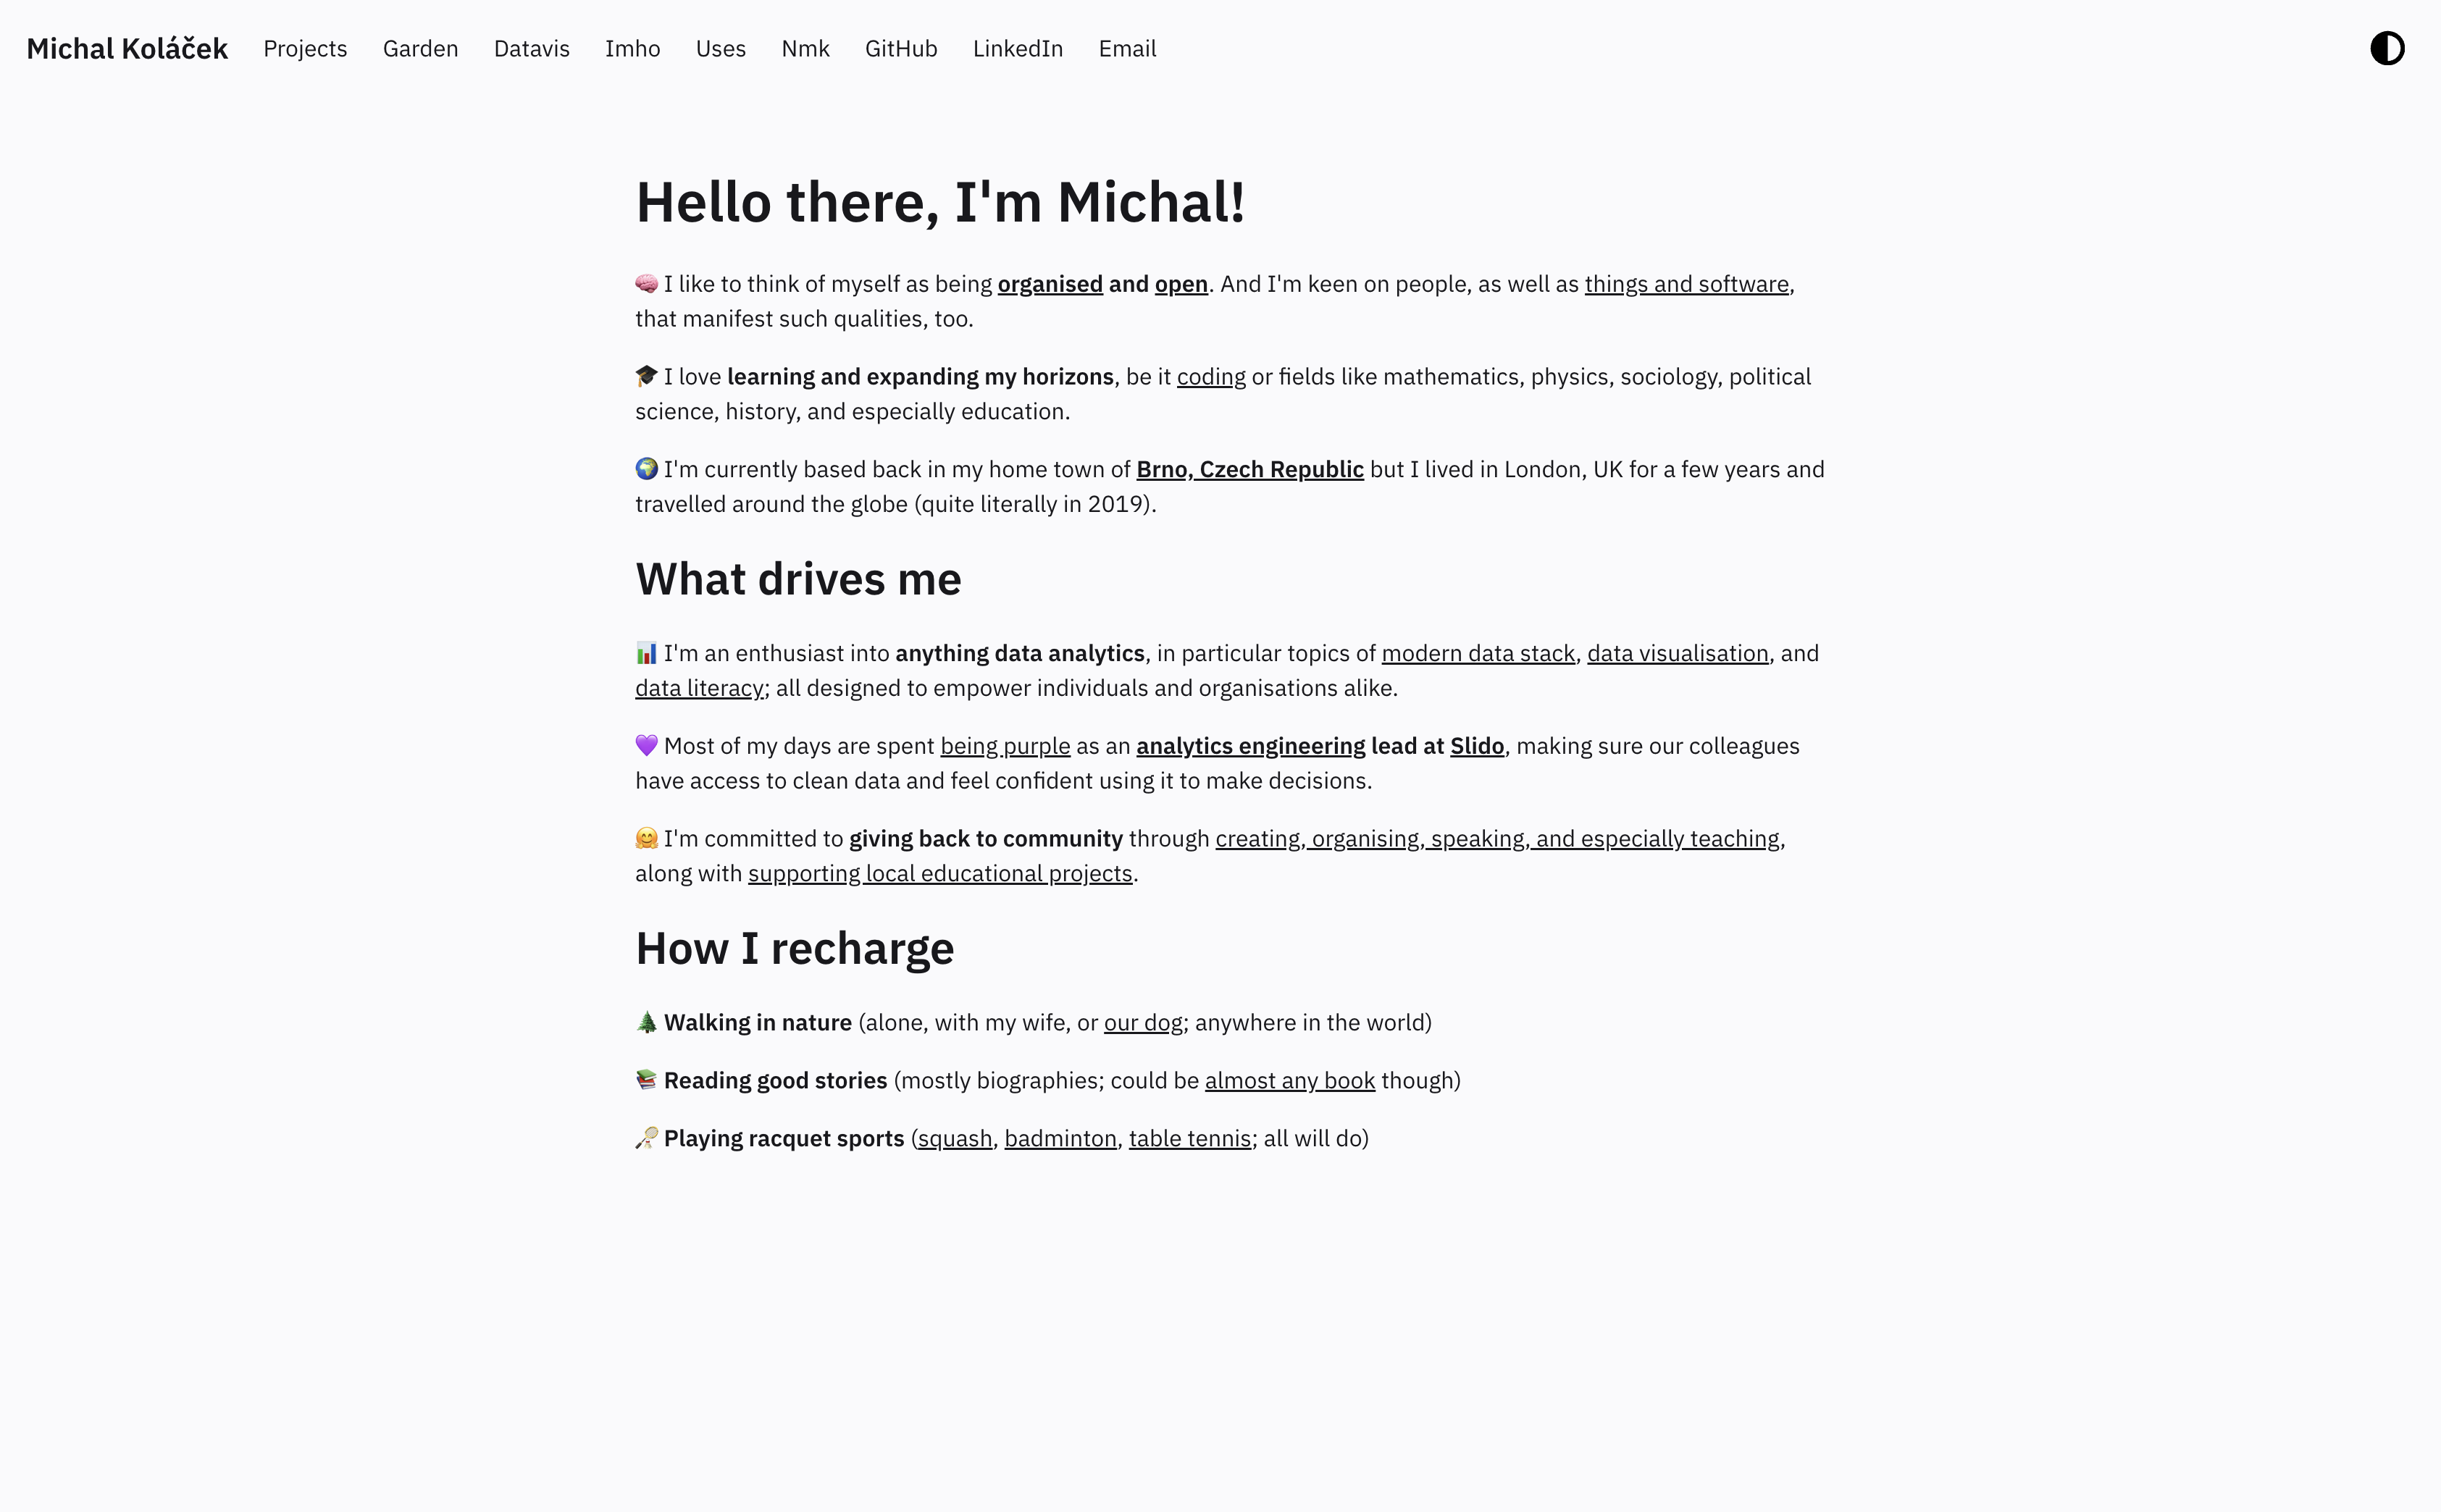 Michal Koláček Projects Garden Datavis Imho Uses Nmk GitHub LinkedIn Email
Hello there, I'm Michal!
🧠 I like to think of myself as being organised and open. And I'm keen on people, as well as things and software,
that manifest such qualities, too.
🎓 I love learning and expanding my horizons, be it coding or fields like mathematics, physics, sociology, political
science, history, and especially education.
🌍 I'm currently based back in my home town of Brno, Czech Republic but I lived in London, UK for a few years and
travelled around the globe (quite literally in 2019).
What drives me
📊 I'm an enthusiast into anything data analytics, in particular topics of modern data stack, data visualisation, and
data literacy; all designed to empower individuals and organisations alike.
💜 Most of my days are spent being purple as an analytics engineering lead at Slido, making sure our colleagues
have access to clean data and feel confident using it to make decisions.
🤗 I'm committed to giving back to community through creating, organising, speaking, and especially teaching,
along with supporting local educational projects.
How I recharge
🌲 Walking in nature (alone, with my wife, or our dog; anywhere in the world)
📚 Reading good stories (mostly biographies; could be almost any book though)
🏸 Playing racquet sports (squash, badminton, table tennis; all will do)